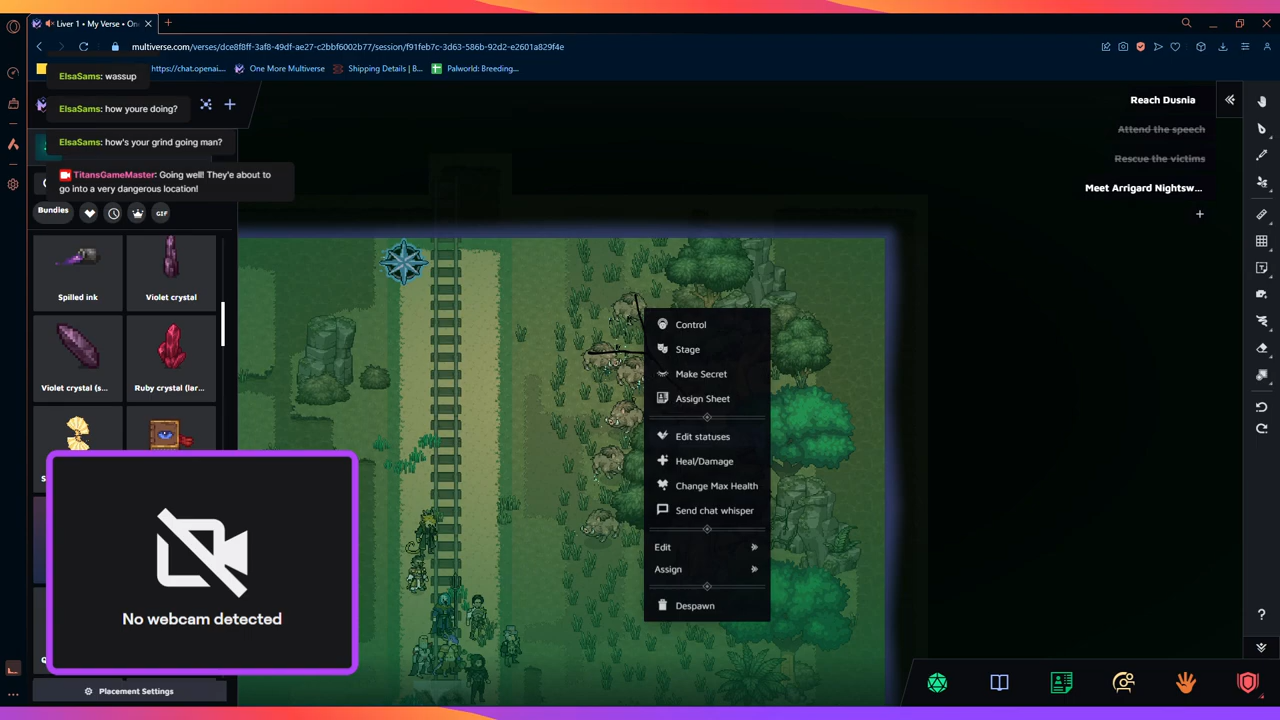 Liver 1 • My Verse • On
multiverse.com/verses/dce8f8ff-3af8-49df-ae27-c2bbf6002b77/session/f91feb7c-3d63-586b-92d2-e2601a829f4e
https://chat.openai...
One More Multiverse
Shipping Details | B...
Palworld: Breeding...
ElsaSams: wassup
ElsaSams: how youre doing?
ElsaSams: how's your grind going man?
TitansGameMaster: Going well! They'e about to
go into a very dangerous location!
Bundles
GIF
Spilled ink
Violet crystal
Violet crystal (s...
Ruby crystal (lar...
No webcam detected
Placement Settings
Reach Dusnia
Attend the speech
Rescue the victims
Meet Arrigard Nightsw...
Control
Stage
Make Secret
Assign Sheet
Edit statuses
Heal/Damage
Change Max Health
Send chat whisper
Edit
Assign
Despawn